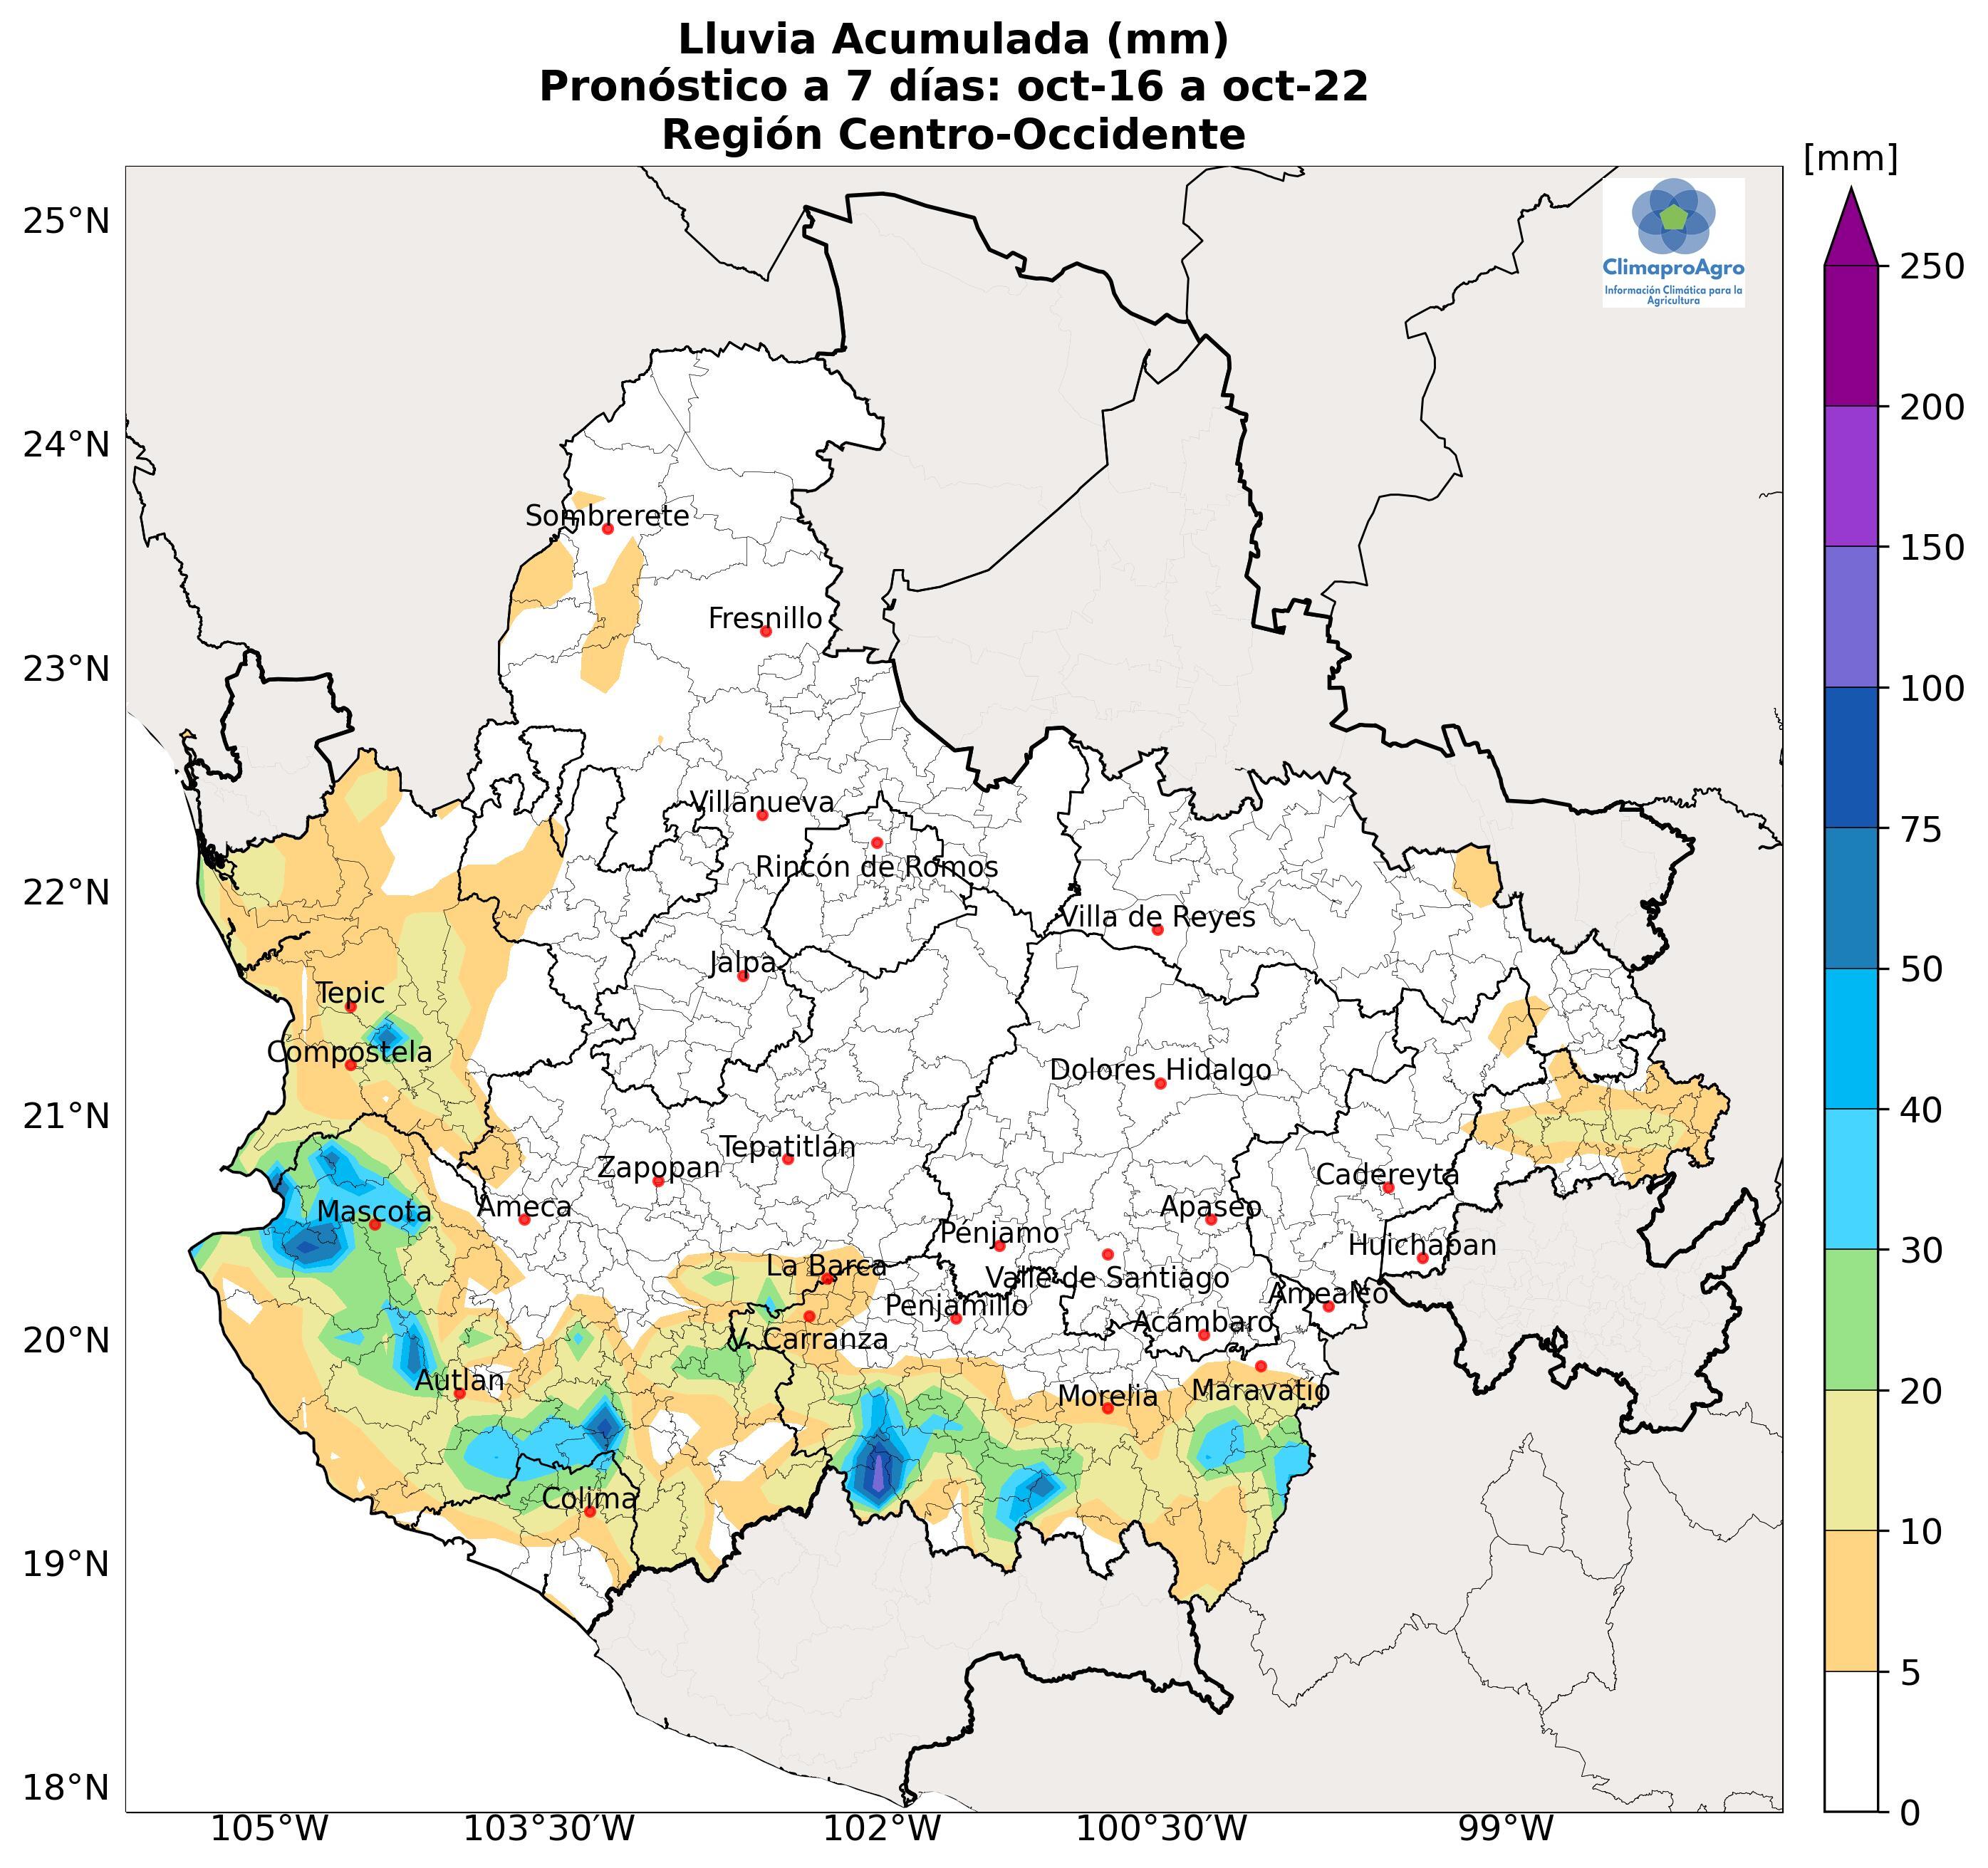 Lluvia Acumulada (mm)
Pronóstico a 7 días: oct-16 a oct-22
Región Centro-Occidente
[mm]
ClimaproAgro
Información Climática para la
Agricultura
25°N
24°N
23°N
22°N
21°N
20°N
19°N
18°N
250
200
150
100
75
50
40
30
20
10
5
0
Sombrerete
Fresnillo
Villanueva
Rincón de Romos
Villa de Reyes
Jalpa
Tepic
Compostela
Dolores Hidalgo
Tepatitlán
Zapopan
Cadereyta
Mascota
Ameca
Apaseo
Pénjamo
Huichapan
La Barca
Valle de Santiago
Amealco
Penjamillo
Acámbaro
V. Carranza
Autlan
Morelia
Maravatío
Colima
105°W
103°30'W
102°W
100°30'W
99°W